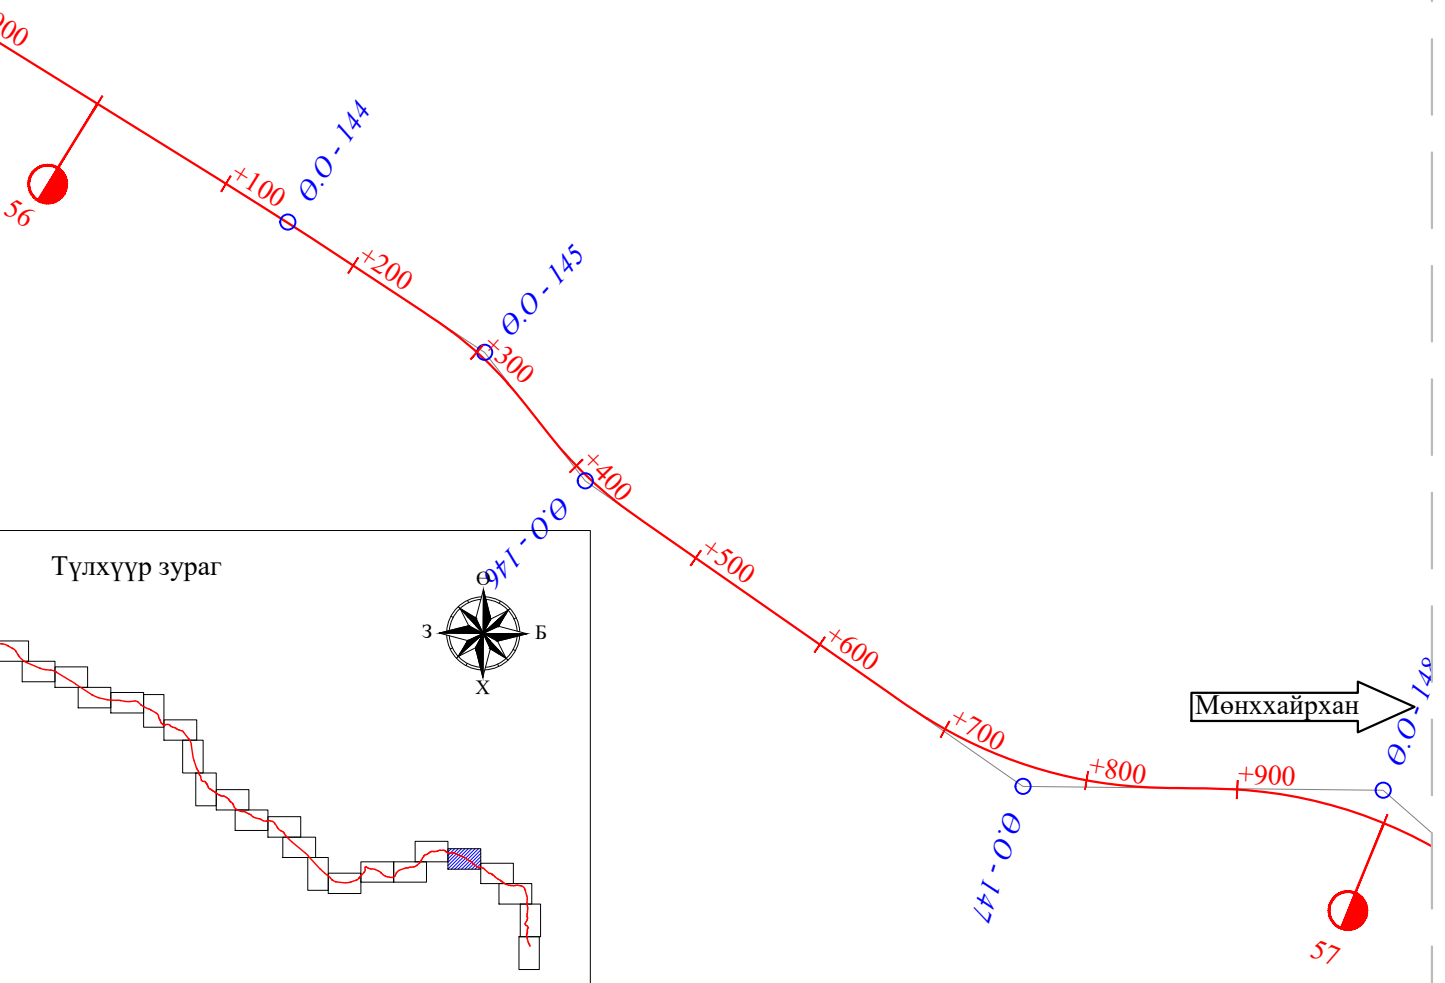 00
56
+100
Ө.О - 144
+200
Ө.О - 145
+300
+400
Ө.О - 146
+500
+600
+700
Ө.О - 147
+800
+900
Ө.О - 148
57
Мөнххайрхан
Түлхүүр зураг
Ө
З
Б
Х